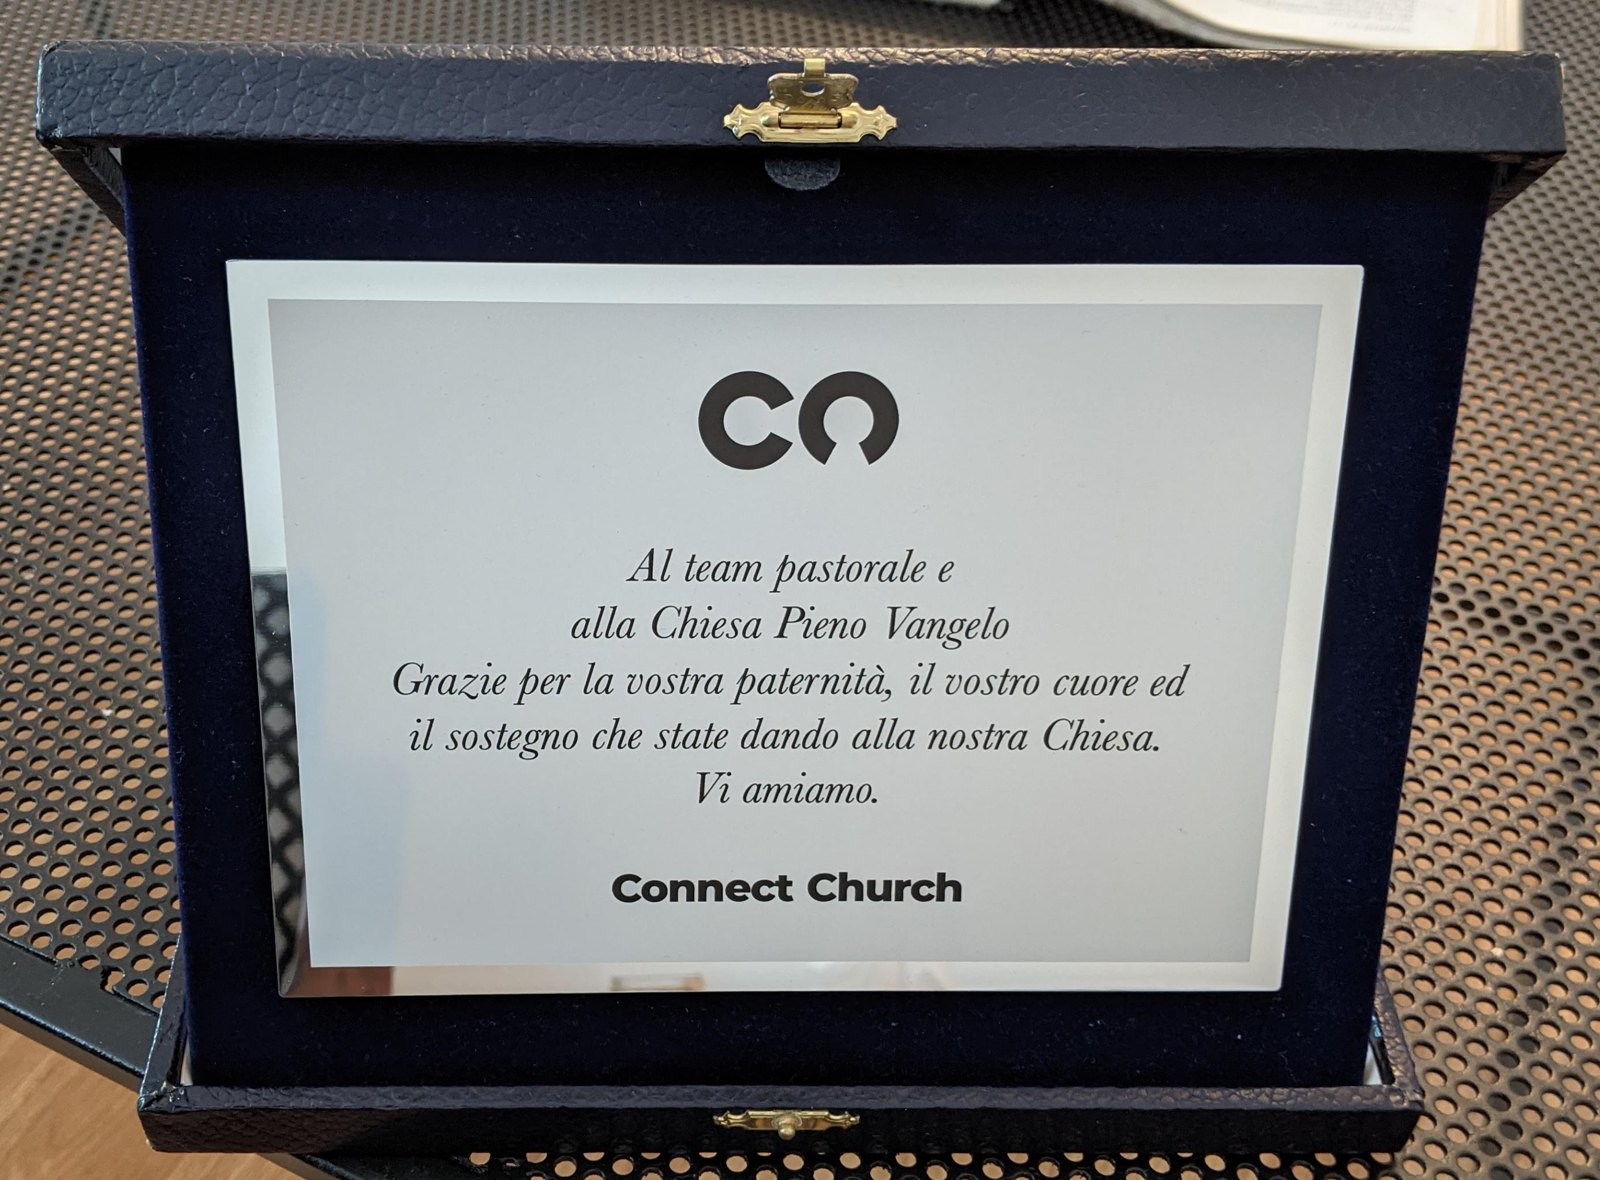 Al team pastorale e
alla Chiesa Pieno Vangelo
Grazie per la vostra paternità, il vostro cuore ed
il sostegno che state dando alla nostra Chiesa.
Vi amiamo.
Connect Church